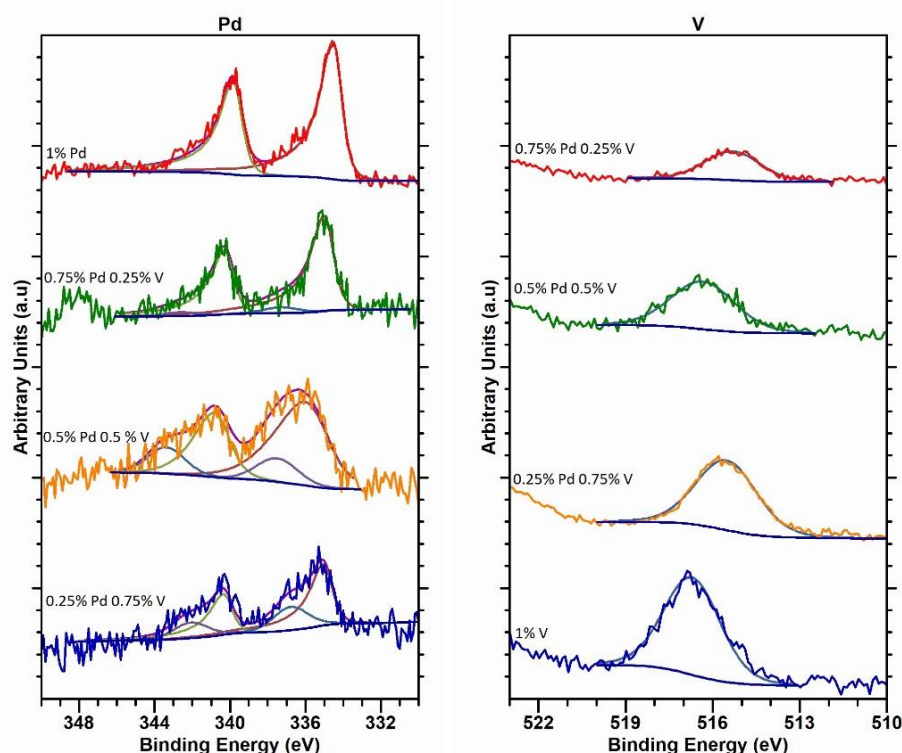 Pd
1% Pd
0.75% Pd 0.25% V
0.5% Pd 0.5 % V
0.25% Pd 0.75% V
Arbitrary Units (a.u)
348 344 340 336 332
Binding Energy (eV)
V
0.75% Pd 0.25% V
0.5% Pd 0.5% V
0.25% Pd 0.75% V
1% V
Arbitrary Units (a.u)
522 519 516 513 510
Binding Energy (eV)